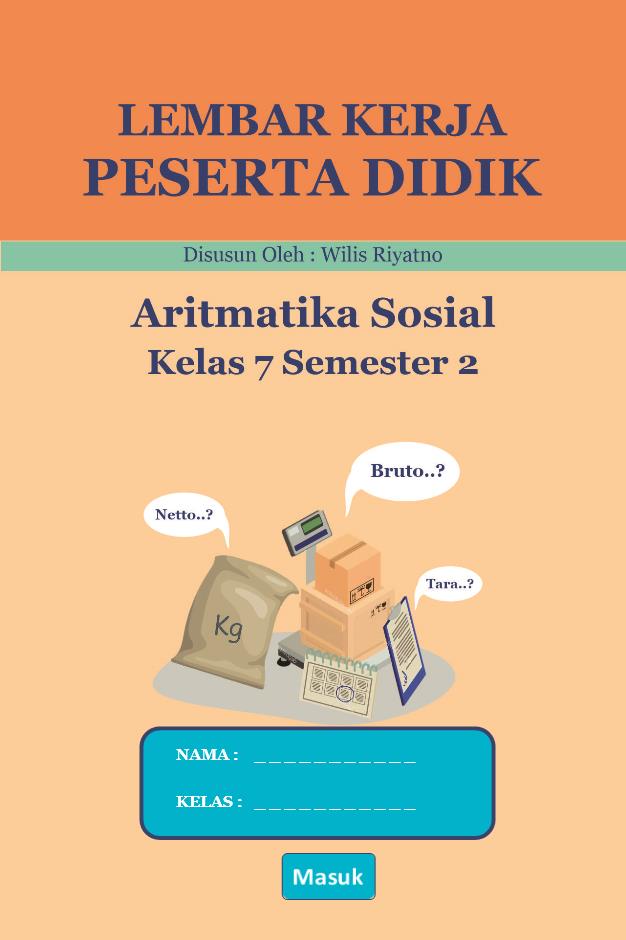 LEMBAR KERJA
PESERTA DIDIK
Disusun Oleh : Wilis Riyatno
Aritmatika Sosial
Kelas 7 Semester 2
Bruto..?
Netto..?
Tara..?
Kg
NAMA : _ _ _ _ _ _ _ _ _ _ _
KELAS : _ _ _ _ _ _ _ _ _ _ _
Masuk